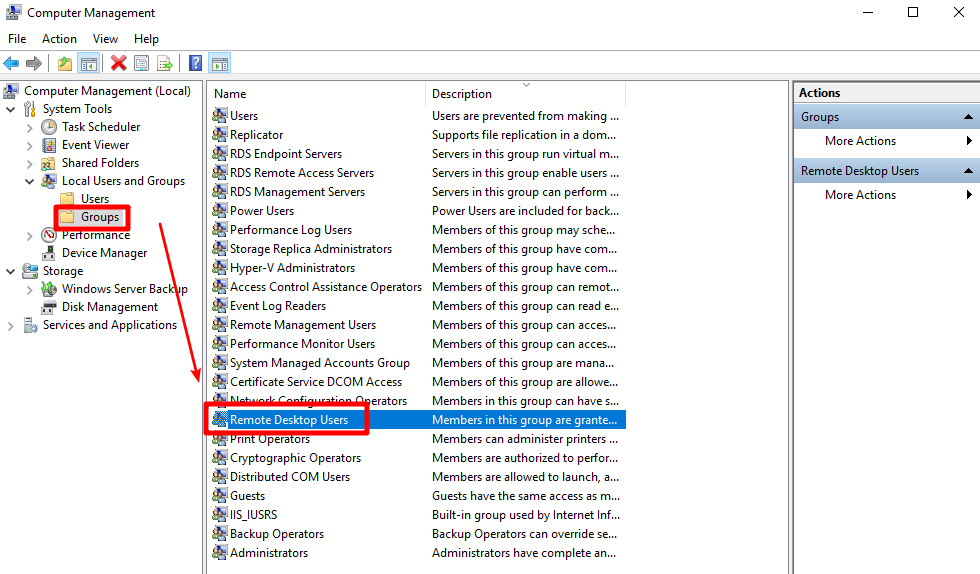 Computer Management
File Action View Help
Computer Management (Local)
System Tools
Task Scheduler
Event Viewer
Shared Folders
Local Users and Groups
Users
Groups
Performance
Device Manager
Storage
Windows Server Backup
Disk Management
Services and Applications
Name Description
Users Users are prevented from making ...
Replicator Supports file replication in a dom...
RDS Endpoint Servers Servers in this group run virtual m...
RDS Remote Access Servers Servers in this group enable users ...
RDS Management Servers Servers in this group can perform ...
Power Users Power Users are included for back...
Performance Log Users Members of this group may sche...
Storage Replica Administrators Members of this group have com...
Hyper-V Administrators Members of this group have com...
Access Control Assistance Operators Members of this group can remot...
Event Log Readers Members of this group can read e...
Remote Management Users Members of this group can acces...
Performance Monitor Users Members of this group can acces...
System Managed Accounts Group Members of this group are mana...
Certificate Service DCOM Access Members of this group are allowe...
Network Configuration Operators Members in this group can have s...
Remote Desktop Users Members in this group are grante...
Print Operators Members can administer printers ...
Cryptographic Operators Members are authorized to perfor...
Distributed COM Users Members are allowed to launch, a...
Guests Guests have the same access as m...
IIS_IUSRS Built-in group used by Internet Inf...
Backup Operators Backup Operators can override se...
Administrators Administrators have complete an...
Actions
Groups
More Actions
Remote Desktop Users
More Actions